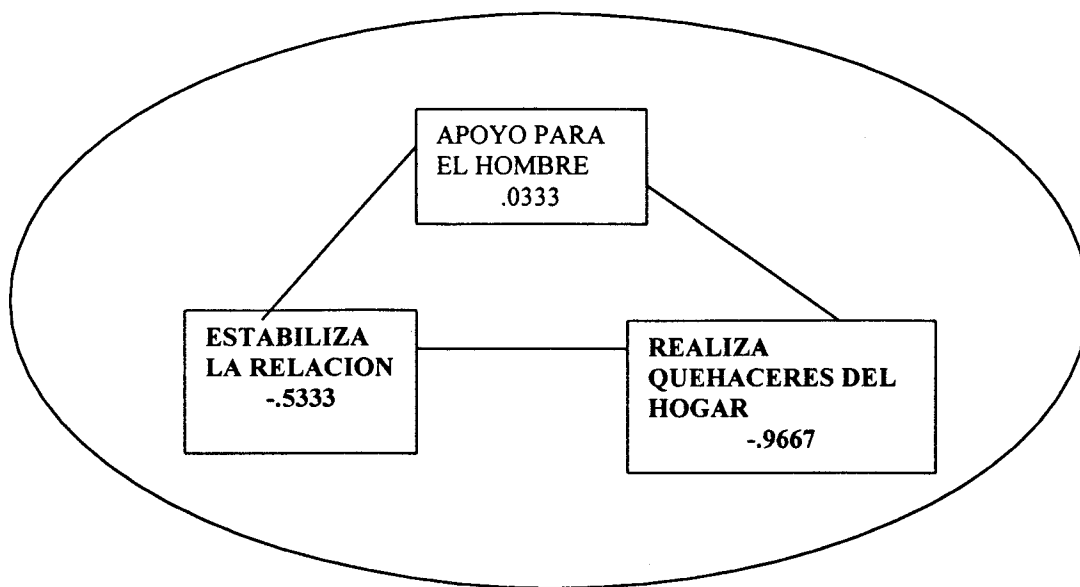 APOYO PARA
EL HOMBRE
.0333
ESTABILIZA
LA RELACION
-.5333
REALIZA
QUEHACERES DEL
HOGAR
-.9667